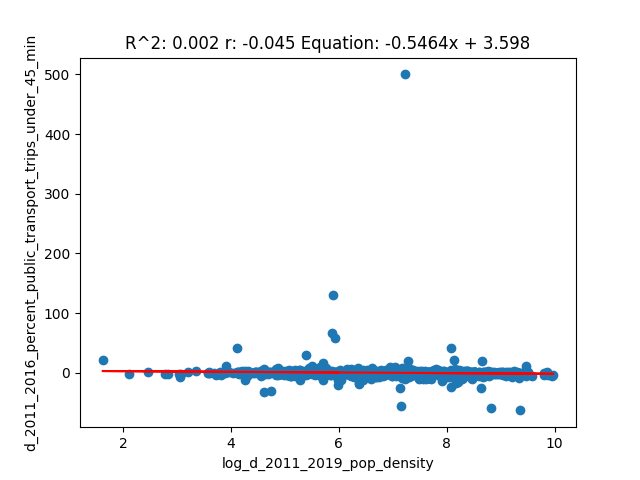 R^2: 0.002 r: -0.045 Equation: -0.5464x + 3.598
d_2011_2016_percent_public_transport_trips_under_45_min
500
400
300
200
100
0
2 4 6 8 10
log_d_2011_2019_pop_density